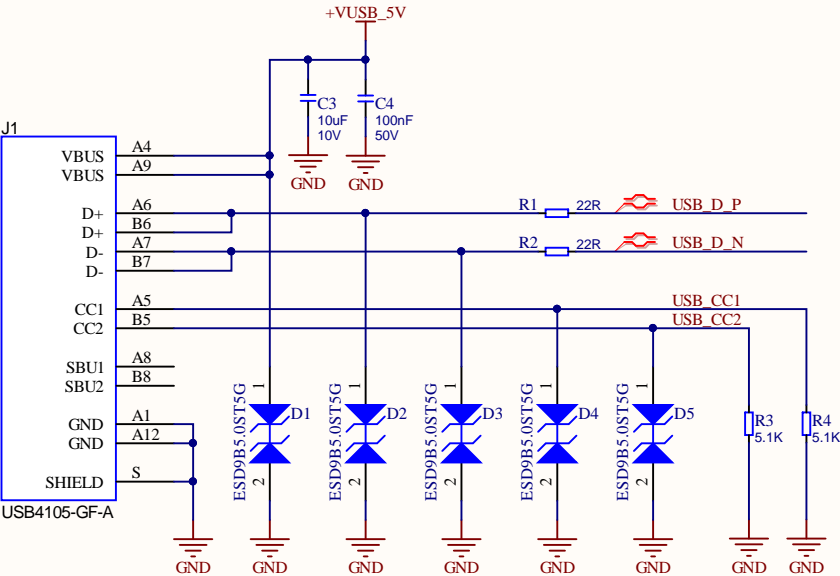 +VUSB_5V
C3
10uF
10V
C4
100nF
50V
GND
GND
J1
VBUS A4
VBUS A9
D+ A6
D+ B6
D- A7
D- B7
CC1 A5
CC2 B5
SBU1 A8
SBU2 B8
GND A1
GND A12
SHIELD S
USB4105-GF-A
R1 22R USB_D_P
R2 22R USB_D_N
USB_CC1
USB_CC2
ESD9B5.0ST5G 1 2 D1
ESD9B5.0ST5G 1 2 D2
ESD9B5.0ST5G 1 2 D3
ESD9B5.0ST5G 1 2 D4
ESD9B5.0ST5G 1 2 D5
R3
5.1K
R4
5.1K
GND GND GND GND GND GND GND GND